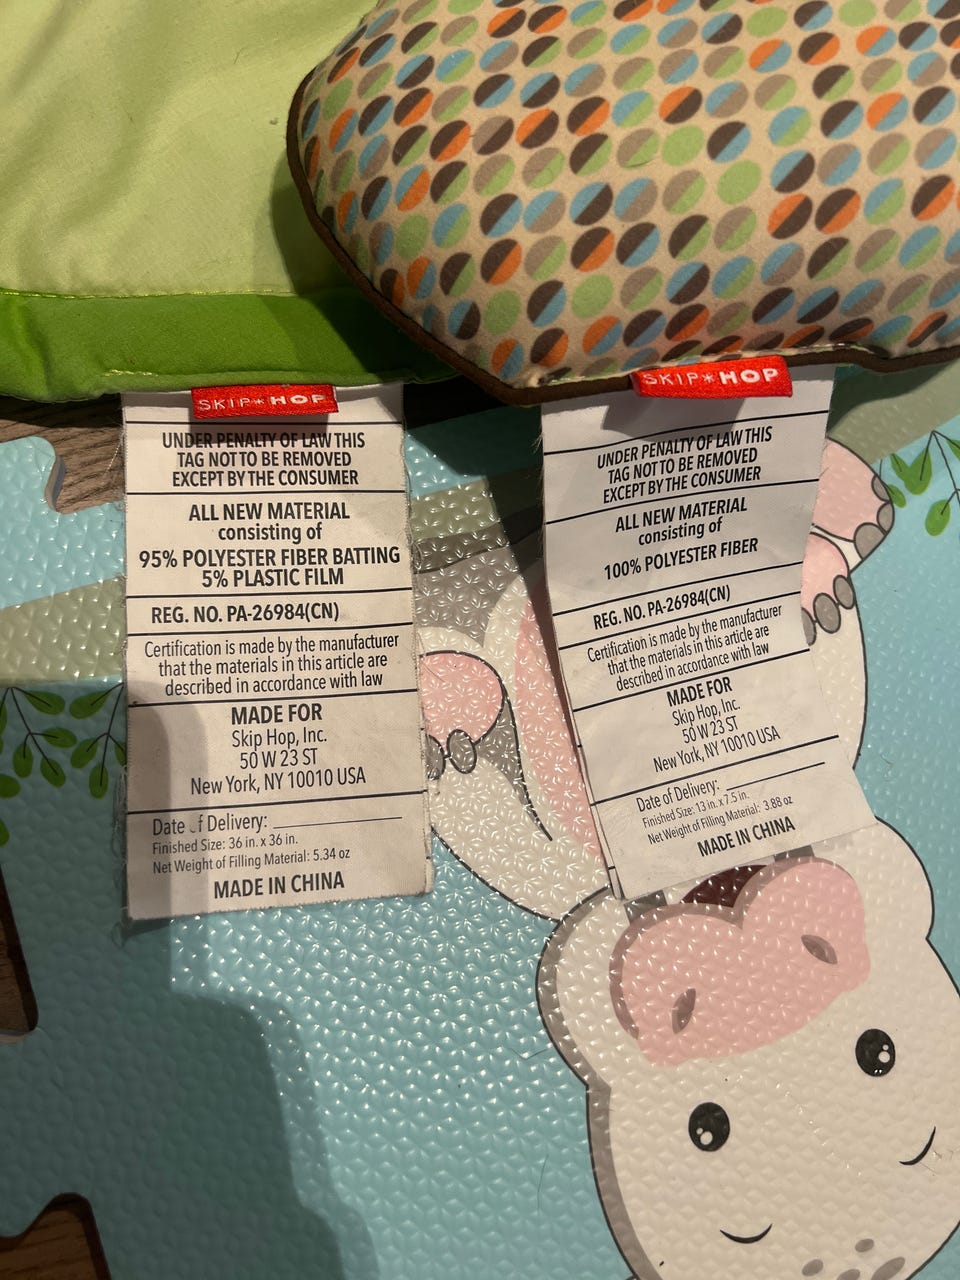 SKIP*HOP
UNDER PENALTY OF LAW THIS
TAG NOT TO BE REMOVED
EXCEPT BY THE CONSUMER
ALL NEW MATERIAL
consisting of
95% POLYESTER FIBER BATTING
5% PLASTIC FILM
REG. NO. PA-26984(CN)
Certification is made by the manufacturer
that the materials in this article are
described in accordance with law
MADE FOR
Skip Hop, Inc.
50 W 23 ST
New York, NY 10010 USA
Date of Delivery:
Finished Size: 36 in. x 36 in.
Net Weight of Filling Material: 5.34 oz
MADE IN CHINA
SKIP*HOP
UNDER PENALTY OF LAW THIS
TAG NOT TO BE REMOVED
EXCEPT BY THE CONSUMER
ALL NEW MATERIAL
consisting of
100% POLYESTER FIBER
REG. NO. PA-26984(CN)
Certification is made by the manufacturer
that the materials in this article are
described in accordance with law
MADE FOR
Skip Hop, Inc.
50 W 23 ST
New York, NY 10010 USA
Date of Delivery:
Finished Size: 13 in. x 7.5 in.
Net Weight of Filling Material: 3.88 oz
MADE IN CHINA